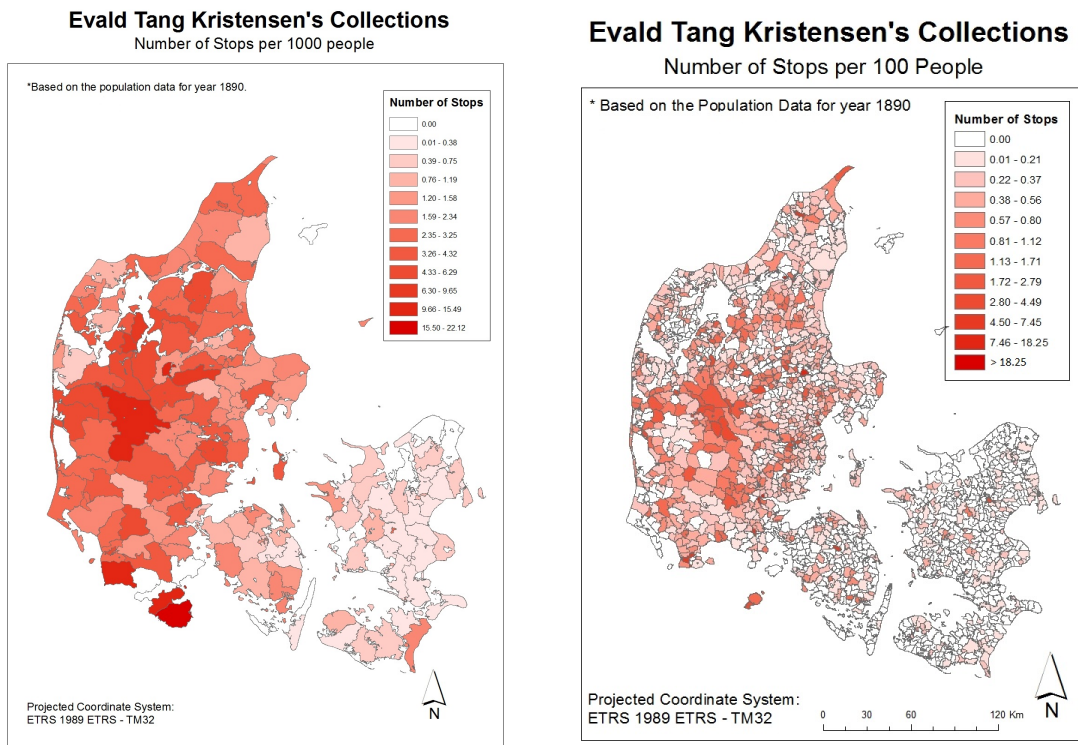 Evald Tang Kristensen's Collections
Number of Stops per 1000 people
*Based on the population data for year 1890.
Number of Stops
0.00
0.01 - 0.38
0.39 - 0.75
0.76 - 1.19
1.20 - 1.58
1.59 - 2.34
2.35 - 3.25
3.26 - 4.32
4.33 - 6.29
6.30 - 9.65
9.66 - 15.49
15.50 - 22.12
Projected Coordinate System:
ETRS 1989 ETRS - TM32
N
Evald Tang Kristensen's Collections
Number of Stops per 100 People
* Based on the Population Data for year 1890
Number of Stops
0.00
0.01 - 0.21
0.22 - 0.37
0.38 - 0.56
0.57 - 0.80
0.81 - 1.12
1.13 - 1.71
1.72 - 2.79
2.80 - 4.49
4.50 - 7.45
7.46 - 18.25
> 18.25
Projected Coordinate System:
ETRS 1989 ETRS - TM32
0 30 60 120 Km
N